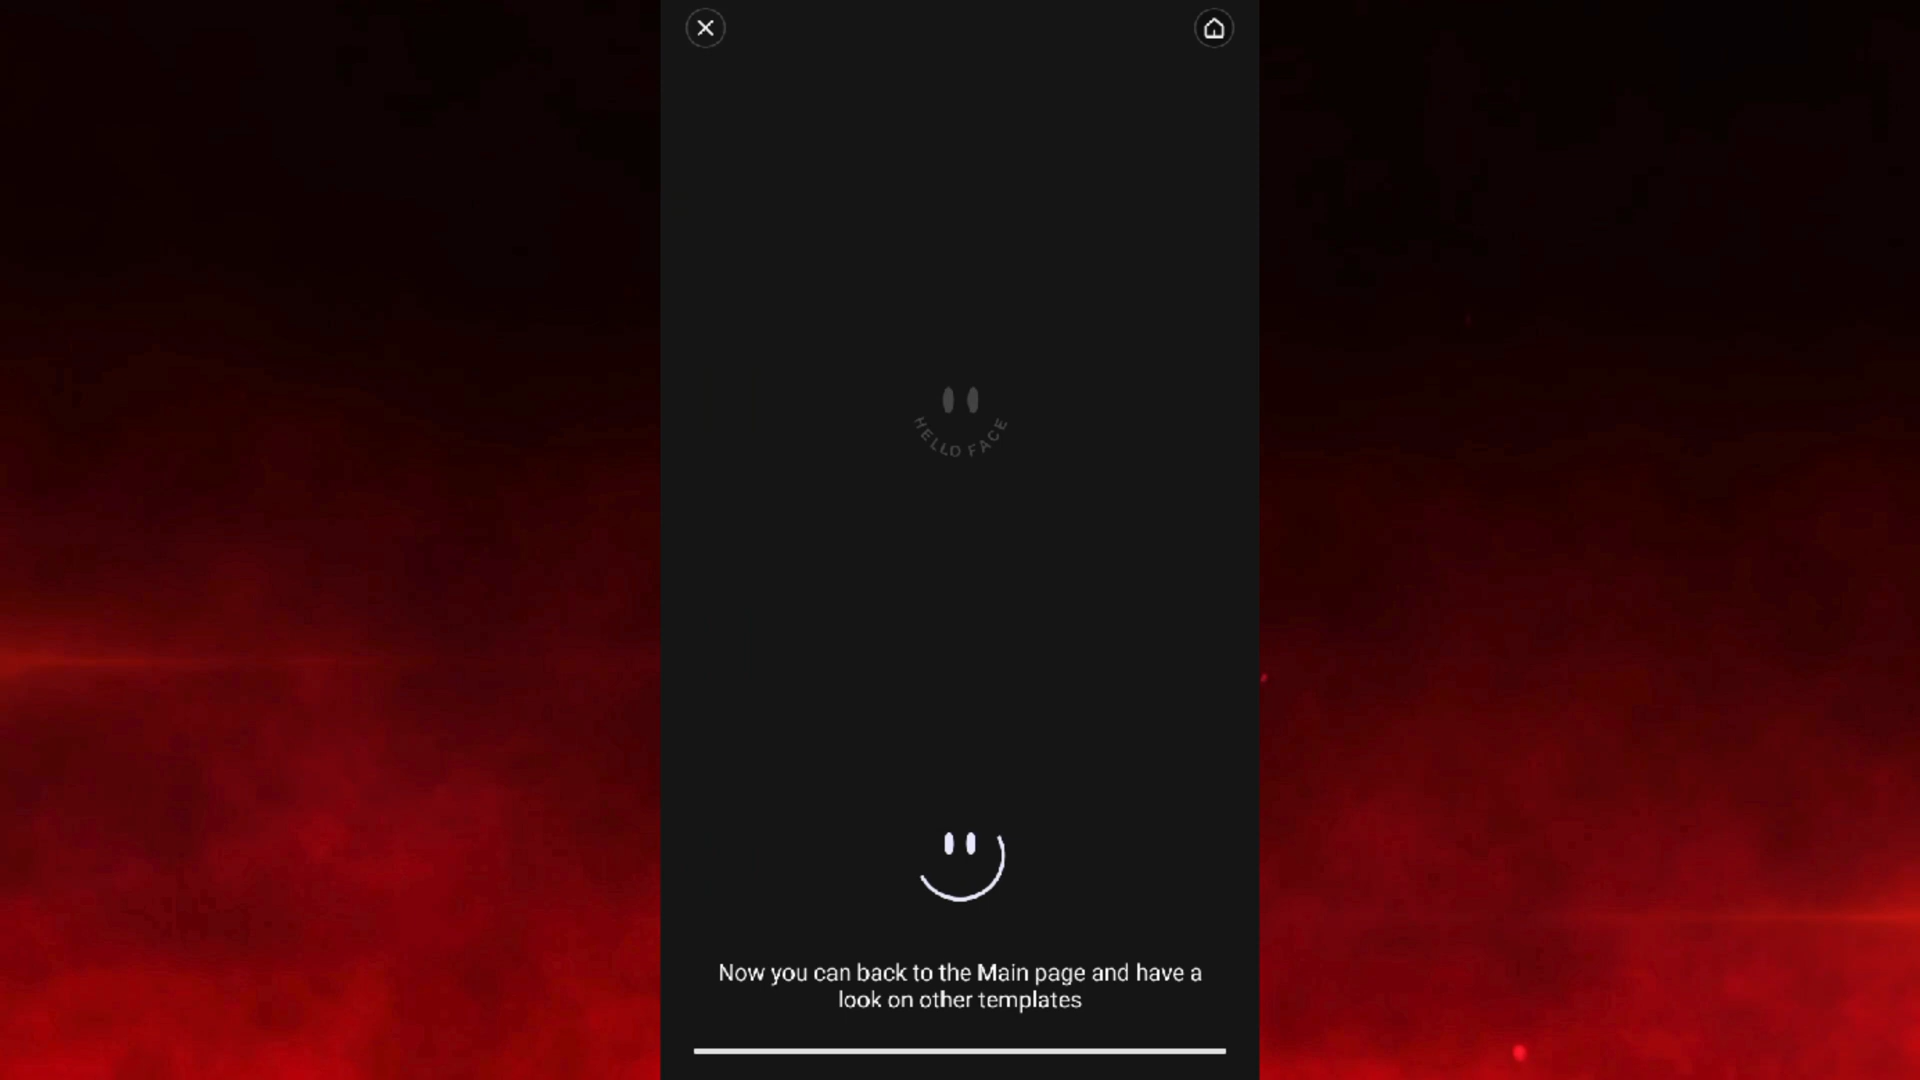 HELLO FACE
Now you can back to the Main page and have a
look on other templates